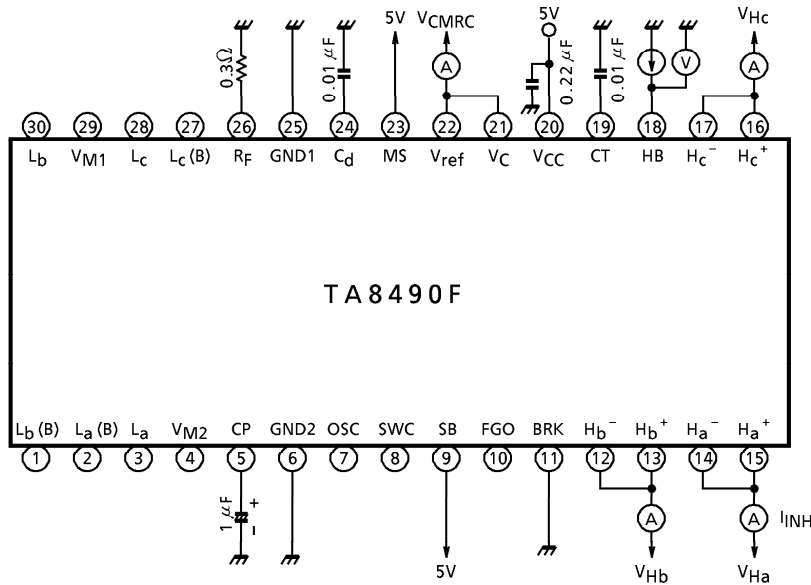 5V VCMRC 5V VHc
0.3Ω 0.01 μF A 0.22 μF 0.01 μF V A
30 29 28 27 26 25 24 23 22 21 20 19 18 17 16
Lb VM1 Lc Lc (B) RF GND1 Cd MS Vref VC VCC CT HB Hc− Hc+
TA8490F
Lb (B) La (B) La VM2 CP GND2 OSC SWC SB FGO BRK Hb− Hb+ Ha− Ha+
1 2 3 4 5 6 7 8 9 10 11 12 13 14 15
1 μF + − A A IINH
5V VHb VHa